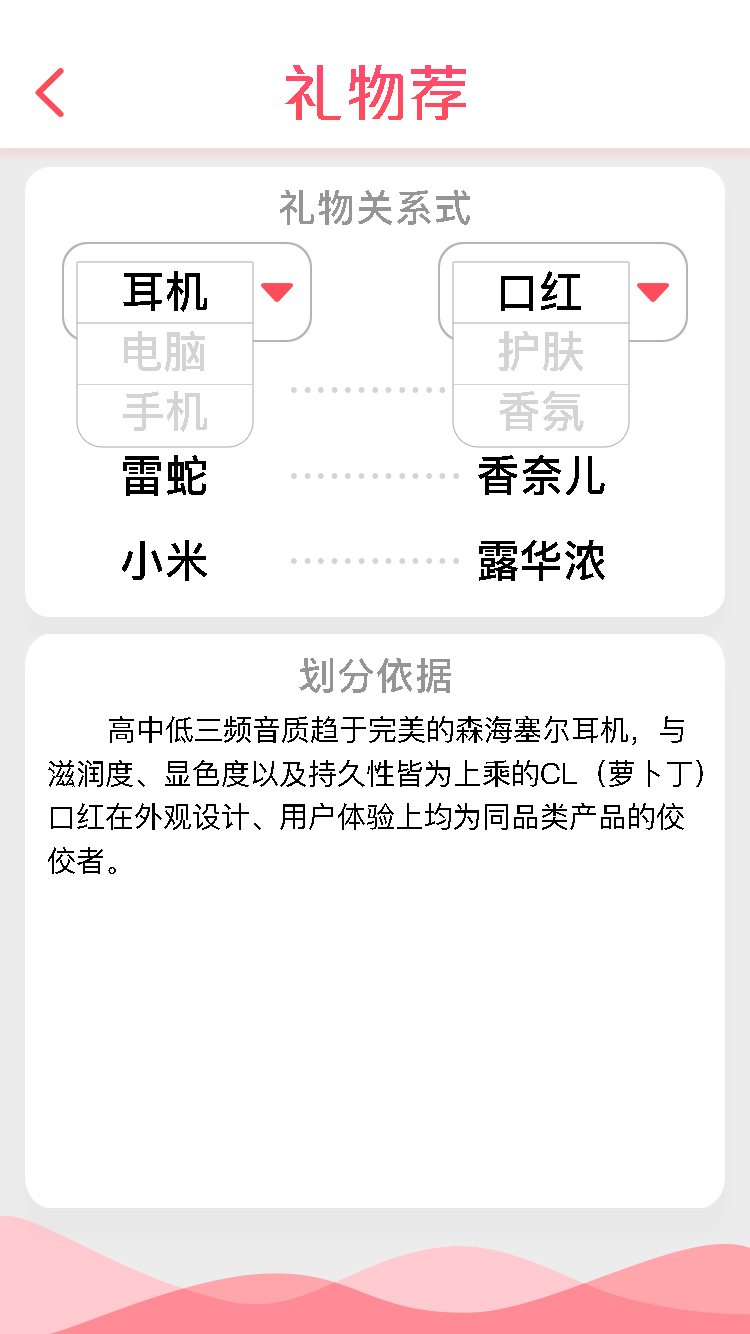 礼物荐
礼物关系式
耳机 口红
电脑 护肤
手机 香氛
雷蛇 香奈儿
小米 露华浓
划分依据
高中低三频音质趋于完美的森海塞尔耳机，与
滋润度、显色度以及持久性皆为上乘的CL（萝卜丁）
口红在外观设计、用户体验上均为同品类产品的佼
佼者。